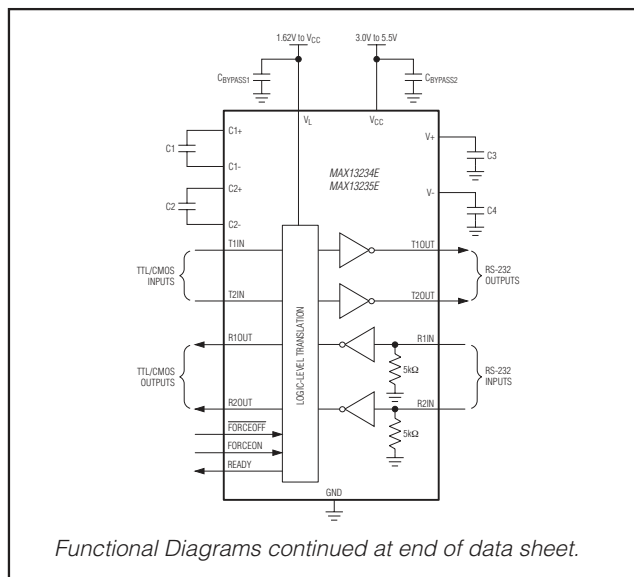 1.62V to VCC
3.0V to 5.5V
CBYPASS1
CBYPASS2
VL
VCC
C1+
V+
C1
C3
C1-
MAX13234E
MAX13235E
C2+
V-
C2
C4
C2-
T1IN
T1OUT
TTL/CMOS
INPUTS
RS-232
OUTPUTS
T2IN
T2OUT
LOGIC-LEVEL TRANSLATION
R1OUT
R1IN
TTL/CMOS
OUTPUTS
5kΩ
RS-232
INPUTS
R2OUT
R2IN
FORCEOFF
5kΩ
FORCEON
READY
GND
Functional Diagrams continued at end of data sheet.